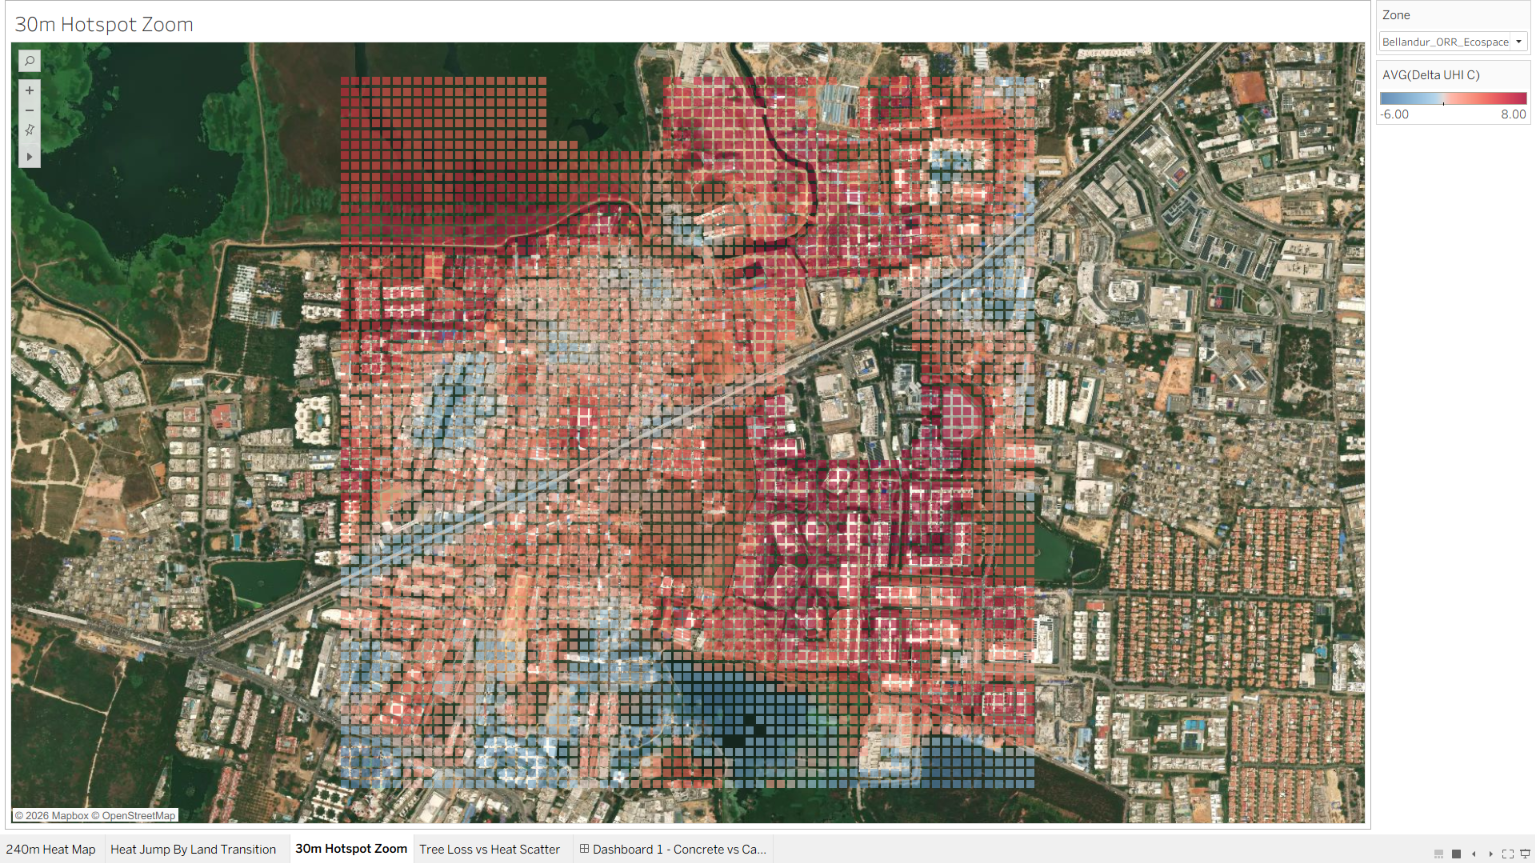 30m Hotspot Zoom
Zone
Bellandur_ORR_Ecospace
AVG(Delta UHI C)
-6.00
8.00
© 2026 Mapbox © OpenStreetMap
240m Heat Map
Heat Jump By Land Transition
30m Hotspot Zoom
Tree Loss vs Heat Scatter
Dashboard 1 - Concrete vs Ca...